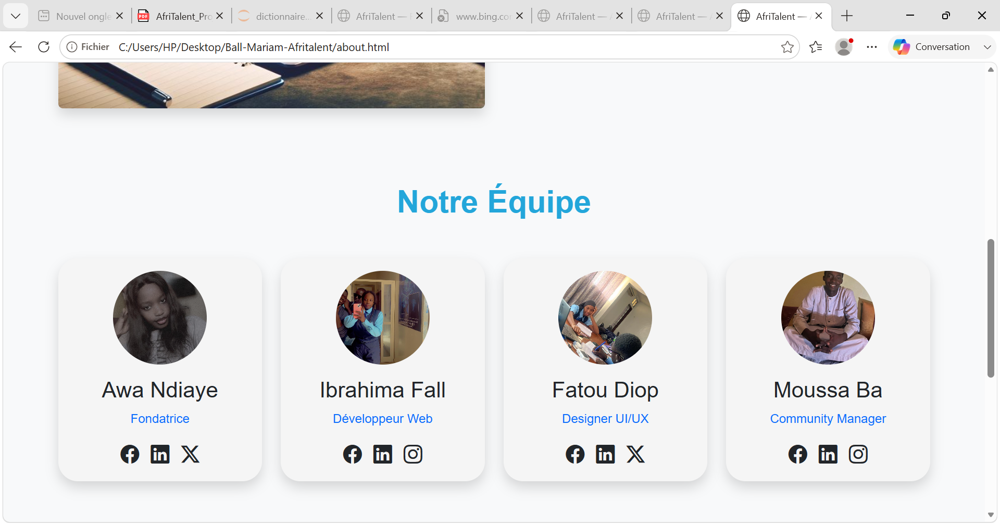 Nouvel ongle
AfriTalent_Pro
dictionnaire...
AfriTalent —
www.bing.co
AfriTalent —
AfriTalent —
AfriTalent —
Fichier C:/Users/HP/Desktop/Ball-Mariam-Afritalent/about.html
Conversation
Notre Équipe
Awa Ndiaye
Ibrahima Fall
Fatou Diop
Moussa Ba
Fondatrice
Développeur Web
Designer UI/UX
Community Manager